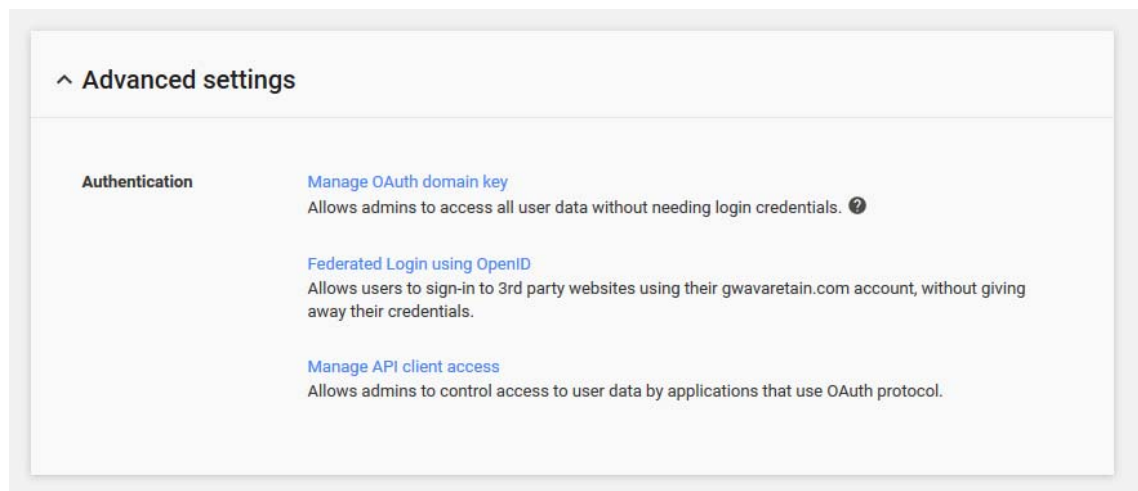 Advanced settings
Authentication
Manage OAuth domain key
Allows admins to access all user data without needing login credentials.
Federated Login using OpenID
Allows users to sign-in to 3rd party websites using their gwavaretain.com account, without giving
away their credentials.
Manage API client access
Allows admins to control access to user data by applications that use OAuth protocol.